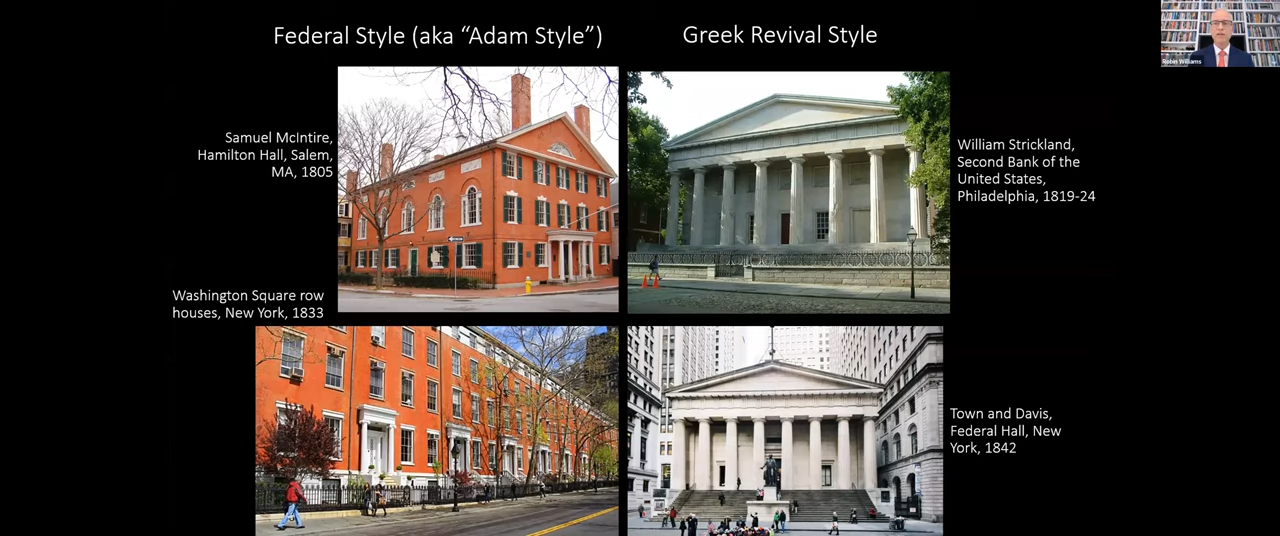 Federal Style (aka “Adam Style”)
Greek Revival Style
Robin Williams
Samuel McIntire,
Hamilton Hall, Salem,
MA, 1805
William Strickland,
Second Bank of the
United States,
Philadelphia, 1819-24
Washington Square row
houses, New York, 1833
Town and Davis,
Federal Hall, New
York, 1842